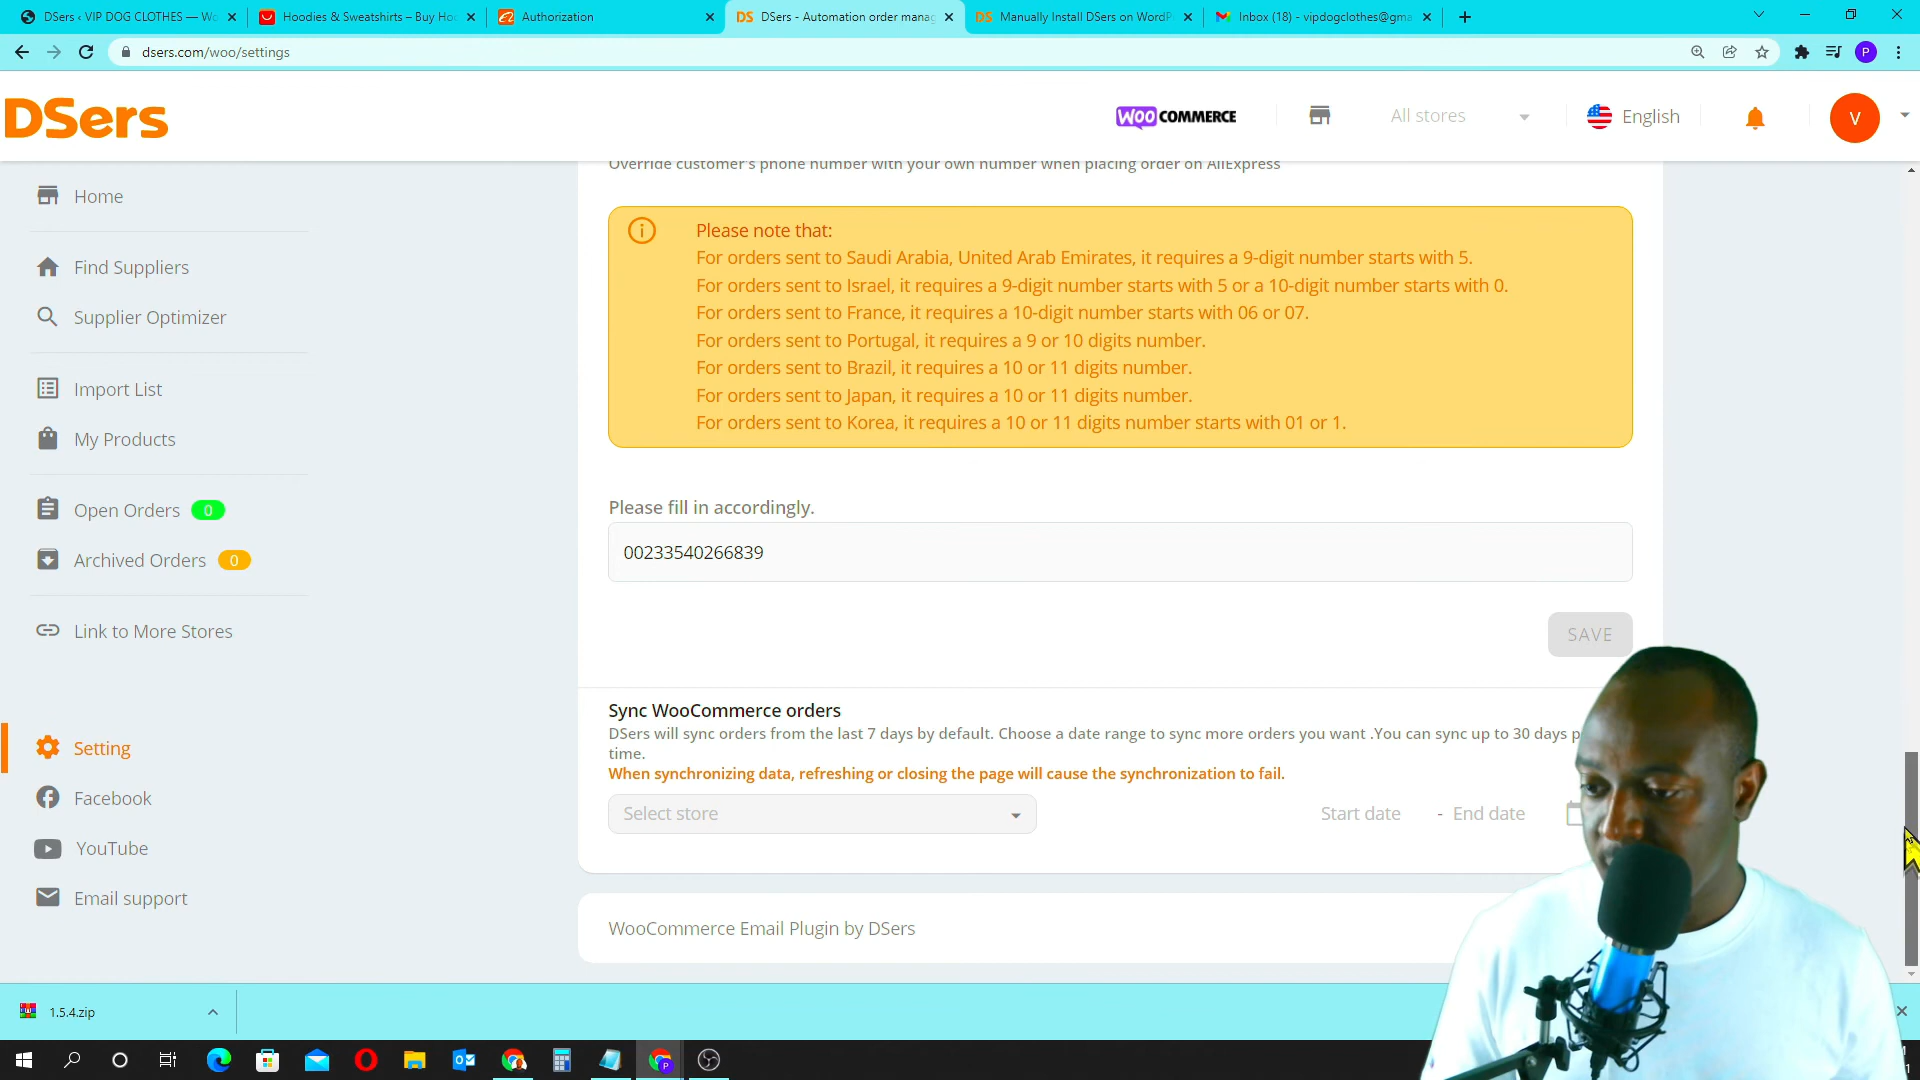 DSers ‹ VIP DOG CLOTHES — Wo
Hoodies & Sweatshirts – Buy Hoo
Authorization
DS DSers - Automation order manag
DS Manually Install DSers on WordP
Inbox (18) - vipdogclothes@gma
dsers.com/woo/settings
P
DSers
WOO COMMERCE
All stores
English
V
Home
Find Suppliers
Supplier Optimizer
Import List
My Products
Open Orders 0
Archived Orders 0
Link to More Stores
Setting
Facebook
YouTube
Email support
Override customer's phone number with your own number when placing order on AliExpress
Please note that:
For orders sent to Saudi Arabia, United Arab Emirates, it requires a 9-digit number starts with 5.
For orders sent to Israel, it requires a 9-digit number starts with 5 or a 10-digit number starts with 0.
For orders sent to France, it requires a 10-digit number starts with 06 or 07.
For orders sent to Portugal, it requires a 9 or 10 digits number.
For orders sent to Brazil, it requires a 10 or 11 digits number.
For orders sent to Japan, it requires a 10 or 11 digits number.
For orders sent to Korea, it requires a 10 or 11 digits number starts with 01 or 1.
Please fill in accordingly.
00233540266839
SAVE
Sync WooCommerce orders
DSers will sync orders from the last 7 days by default. Choose a date range to sync more orders you want .You can sync up to 30 days
time.
When synchronizing data, refreshing or closing the page will cause the synchronization to fail.
Select store
Start date - End date
WooCommerce Email Plugin by DSers
1.5.4.zip